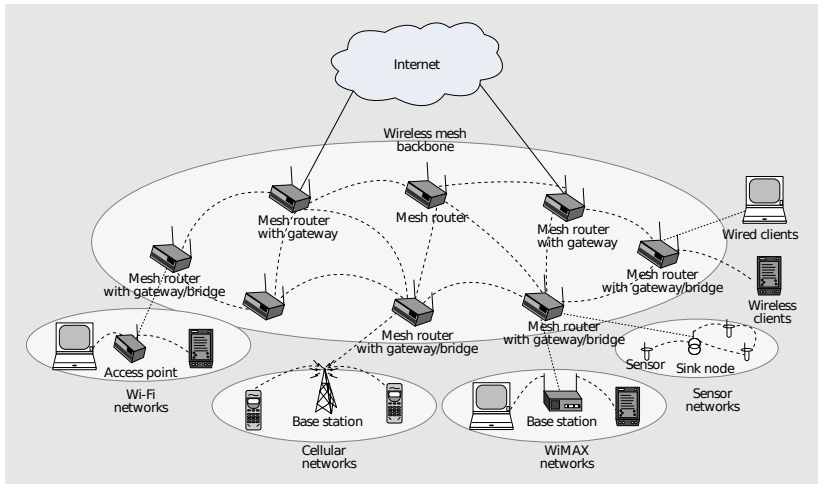 Internet
Wireless mesh
backbone
Mesh router
with gateway
Mesh router
Mesh router
with gateway
Wired clients
Mesh router
with gateway/bridge
Mesh router
with gateway/bridge
Wireless
clients
Mesh router
with gateway/bridge
Mesh router
with gateway/bridge
Access point
Wi-Fi
networks
Base station
Cellular
networks
Base station
WiMAX
networks
Sensor
Sink node
Sensor
networks